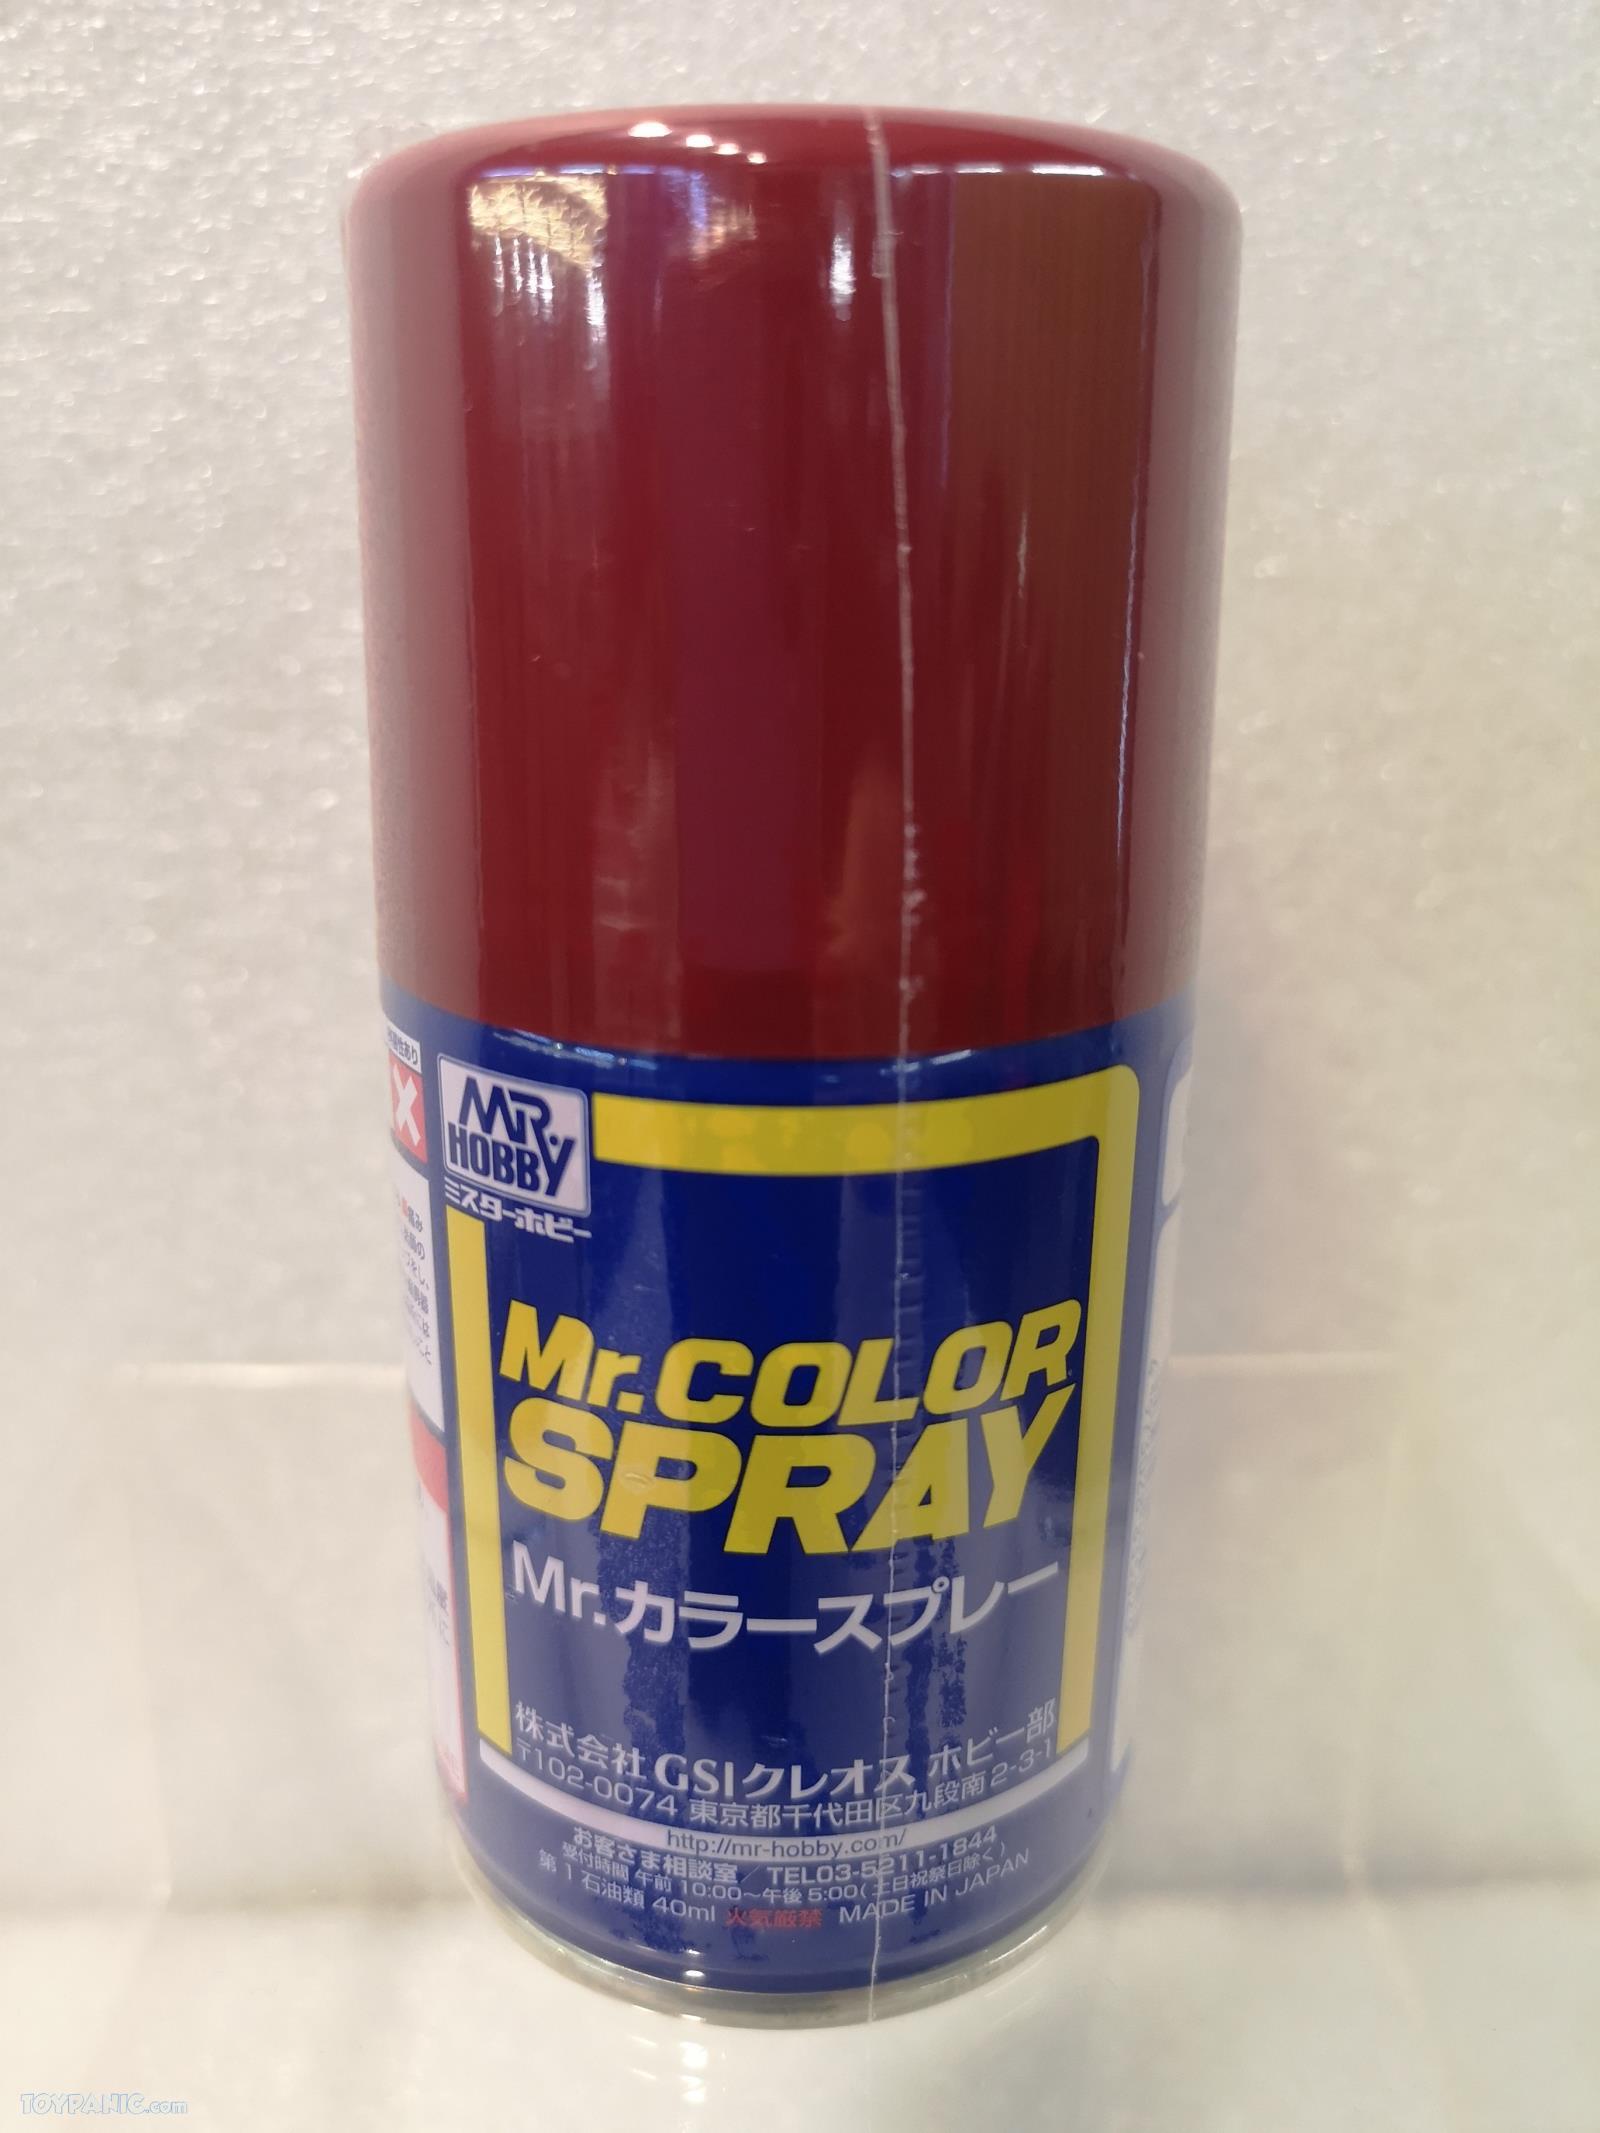 溶性あり
X
MR.
HOBBY
ミスターホビー
Mr.COLOR
SPRAY
Mr.カラースプレー
株式会社 GSIクレオス ホビー部
〒102-0074 東京都千代田区九段南2-3-1
http://mr-hobby.com/
お客さま相談室／TEL03-5211-1844
受付時間 午前10:00〜午後5:00(土日祝祭日除く)
第1石油類 40ml 火気厳禁 MADE IN JAPAN
TOYPANIC.com